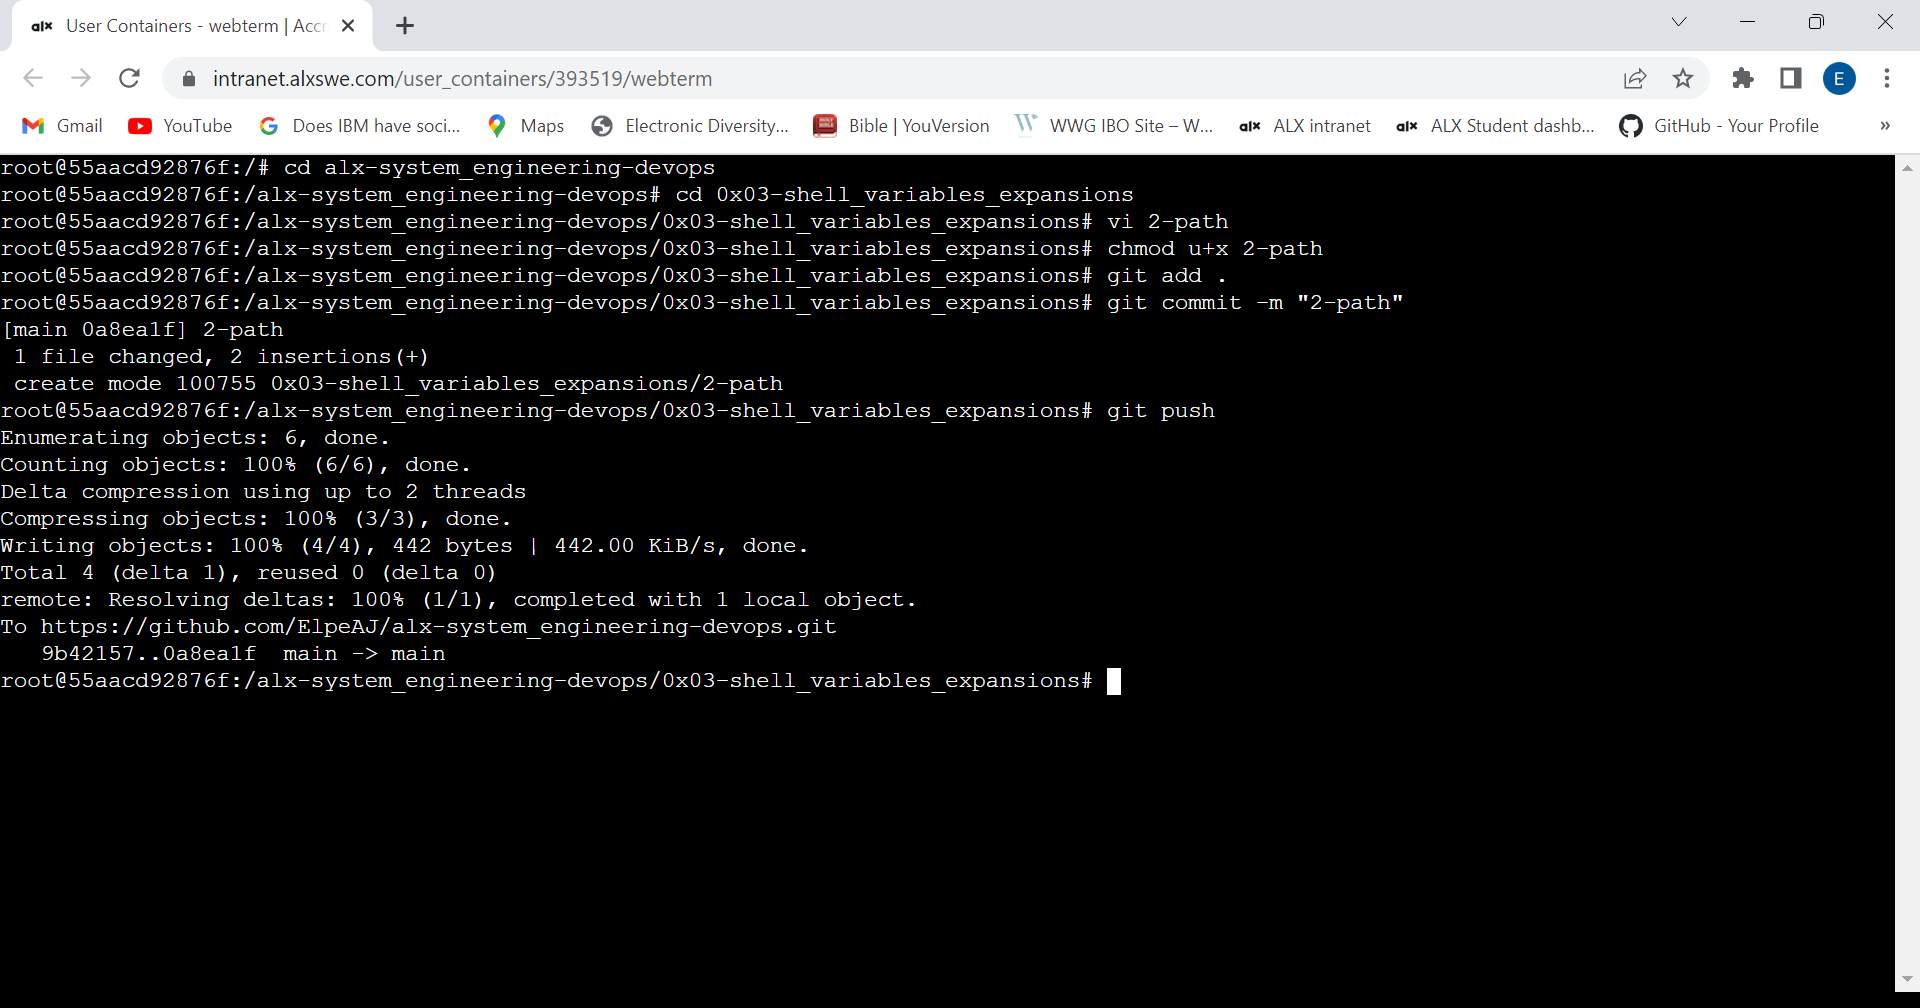 alx User Containers - webterm | Accr
intranet.alxswe.com/user_containers/393519/webterm
E
Gmail YouTube Does IBM have soci... Maps Electronic Diversity... Bible | YouVersion WWG IBO Site – W... alx ALX intranet alx ALX Student dashb... GitHub - Your Profile »
root@55aacd92876f:/# cd alx-system_engineering-devops
root@55aacd92876f:/alx-system_engineering-devops# cd 0x03-shell_variables_expansions
root@55aacd92876f:/alx-system_engineering-devops/0x03-shell_variables_expansions# vi 2-path
root@55aacd92876f:/alx-system_engineering-devops/0x03-shell_variables_expansions# chmod u+x 2-path
root@55aacd92876f:/alx-system_engineering-devops/0x03-shell_variables_expansions# git add .
root@55aacd92876f:/alx-system_engineering-devops/0x03-shell_variables_expansions# git commit -m "2-path"
[main 0a8ea1f] 2-path
 1 file changed, 2 insertions(+)
 create mode 100755 0x03-shell_variables_expansions/2-path
root@55aacd92876f:/alx-system_engineering-devops/0x03-shell_variables_expansions# git push
Enumerating objects: 6, done.
Counting objects: 100% (6/6), done.
Delta compression using up to 2 threads
Compressing objects: 100% (3/3), done.
Writing objects: 100% (4/4), 442 bytes | 442.00 KiB/s, done.
Total 4 (delta 1), reused 0 (delta 0)
remote: Resolving deltas: 100% (1/1), completed with 1 local object.
To https://github.com/ElpeAJ/alx-system_engineering-devops.git
   9b42157..0a8ea1f  main -> main
root@55aacd92876f:/alx-system_engineering-devops/0x03-shell_variables_expansions#